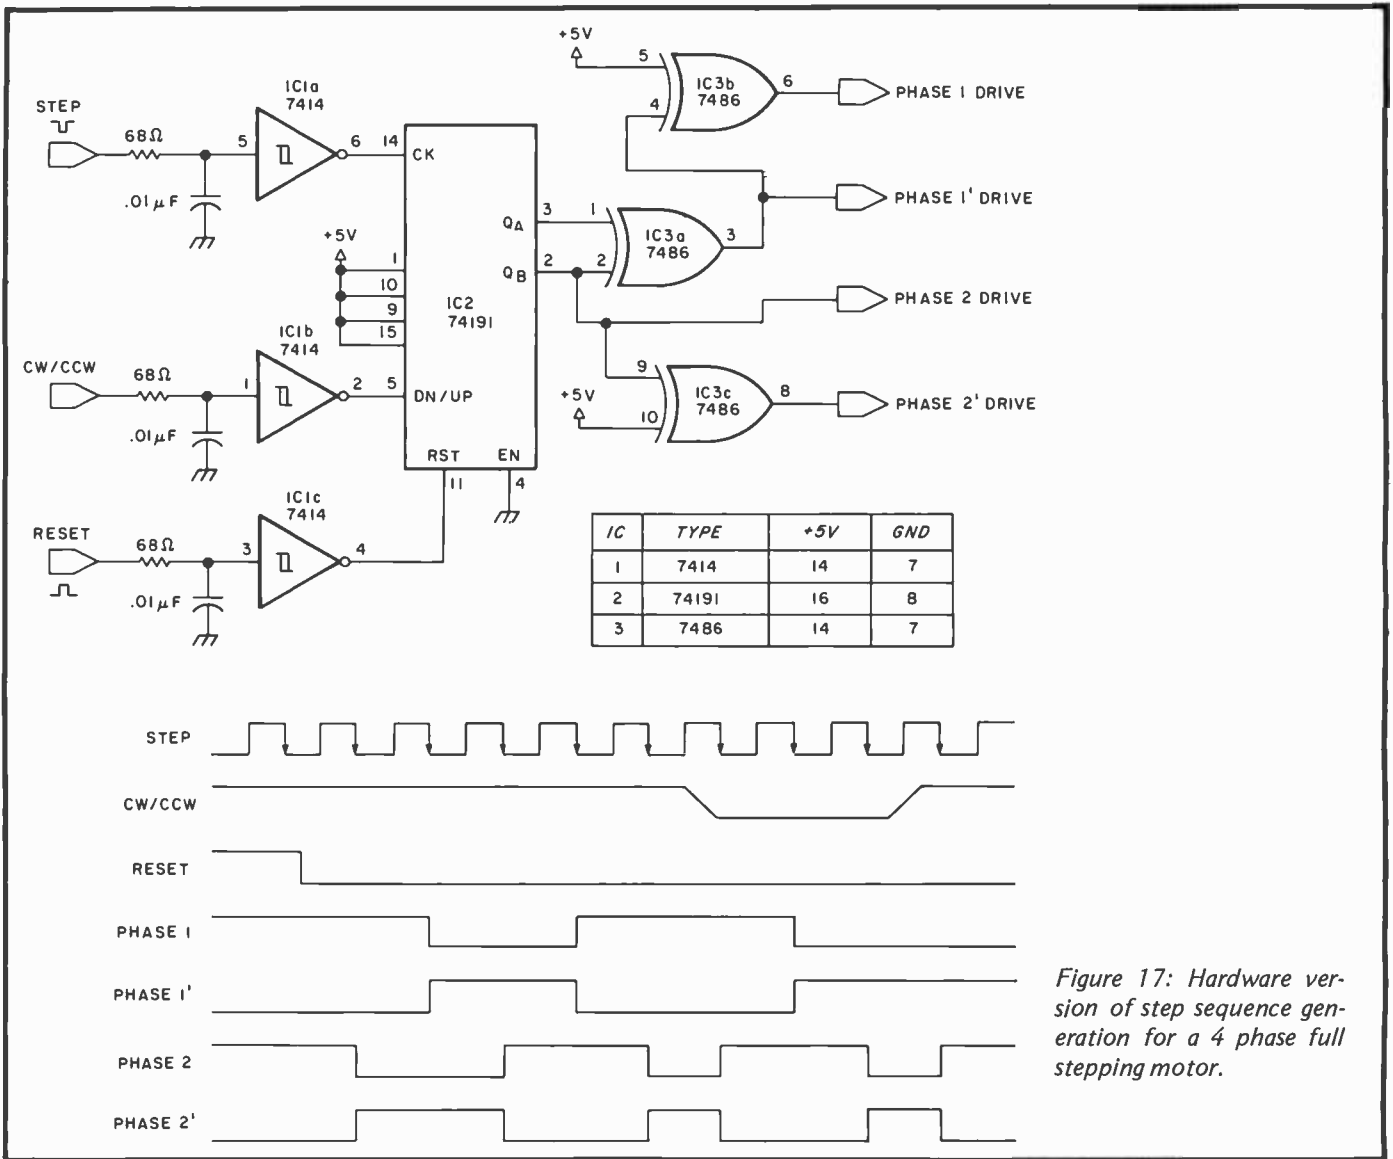 +5V
5
IC3b
7486
4
6
PHASE 1 DRIVE
STEP
68Ω
.01μF
5
IC1a
7414
6
14
CK
PHASE 1' DRIVE
QA
3
1
IC3a
7486
3
QB
2
2
+5V
1
10
9
15
IC2
74191
PHASE 2 DRIVE
CW/CCW
68Ω
.01μF
1
IC1b
7414
2
5
DN/UP
9
+5V
10
IC3c
7486
8
PHASE 2' DRIVE
RST
EN
11
4
RESET
68Ω
.01μF
3
IC1c
7414
4
IC TYPE +5V GND
1 7414 14 7
2 74191 16 8
3 7486 14 7
STEP
CW/CCW
RESET
PHASE 1
PHASE 1'
PHASE 2
PHASE 2'
Figure 17: Hardware ver-
sion of step sequence gen-
eration for a 4 phase full
stepping motor.